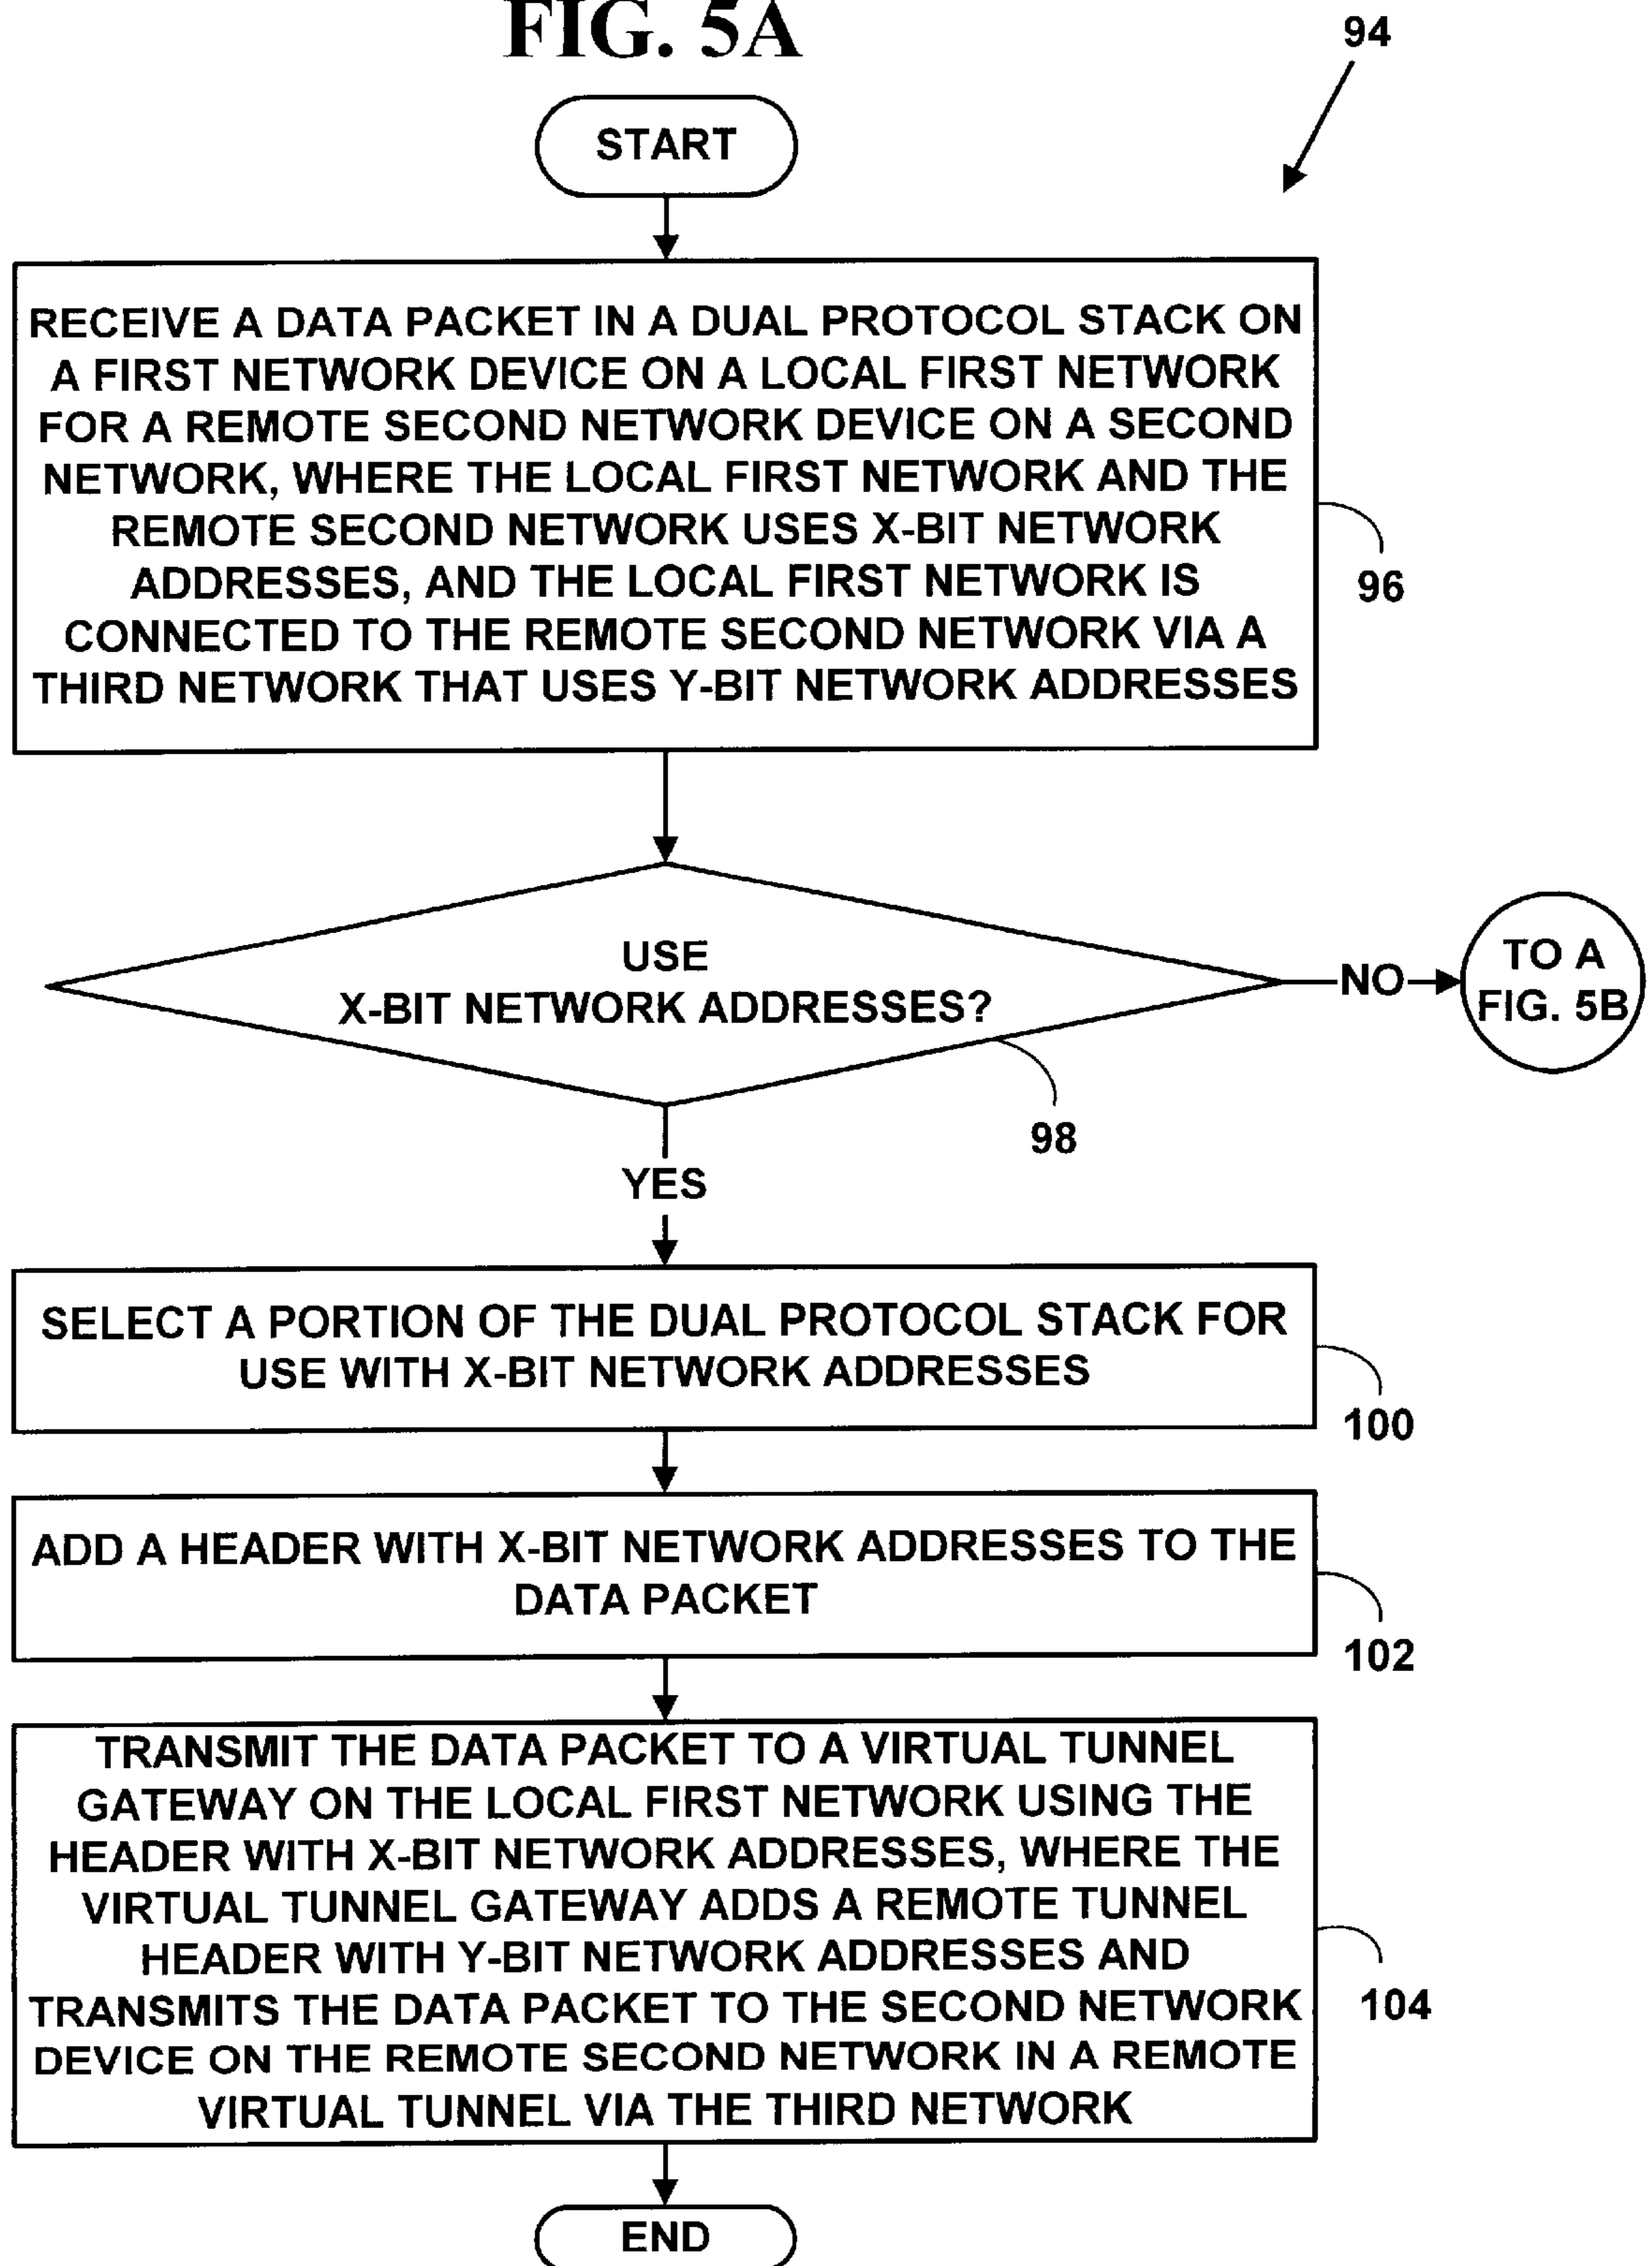 FIG. 5A
94
START
RECEIVE A DATA PACKET IN A DUAL PROTOCOL STACK ON
A FIRST NETWORK DEVICE ON A LOCAL FIRST NETWORK
FOR A REMOTE SECOND NETWORK DEVICE ON A SECOND
NETWORK, WHERE THE LOCAL FIRST NETWORK AND THE
REMOTE SECOND NETWORK USES X-BIT NETWORK
ADDRESSES, AND THE LOCAL FIRST NETWORK IS
CONNECTED TO THE REMOTE SECOND NETWORK VIA A
THIRD NETWORK THAT USES Y-BIT NETWORK ADDRESSES
96
USE
X-BIT NETWORK ADDRESSES?
NO
TO A
FIG. 5B
98
YES
SELECT A PORTION OF THE DUAL PROTOCOL STACK FOR
USE WITH X-BIT NETWORK ADDRESSES
100
ADD A HEADER WITH X-BIT NETWORK ADDRESSES TO THE
DATA PACKET
102
TRANSMIT THE DATA PACKET TO A VIRTUAL TUNNEL
GATEWAY ON THE LOCAL FIRST NETWORK USING THE
HEADER WITH X-BIT NETWORK ADDRESSES, WHERE THE
VIRTUAL TUNNEL GATEWAY ADDS A REMOTE TUNNEL
HEADER WITH Y-BIT NETWORK ADDRESSES AND
TRANSMITS THE DATA PACKET TO THE SECOND NETWORK
DEVICE ON THE REMOTE SECOND NETWORK IN A REMOTE
VIRTUAL TUNNEL VIA THE THIRD NETWORK
104
END